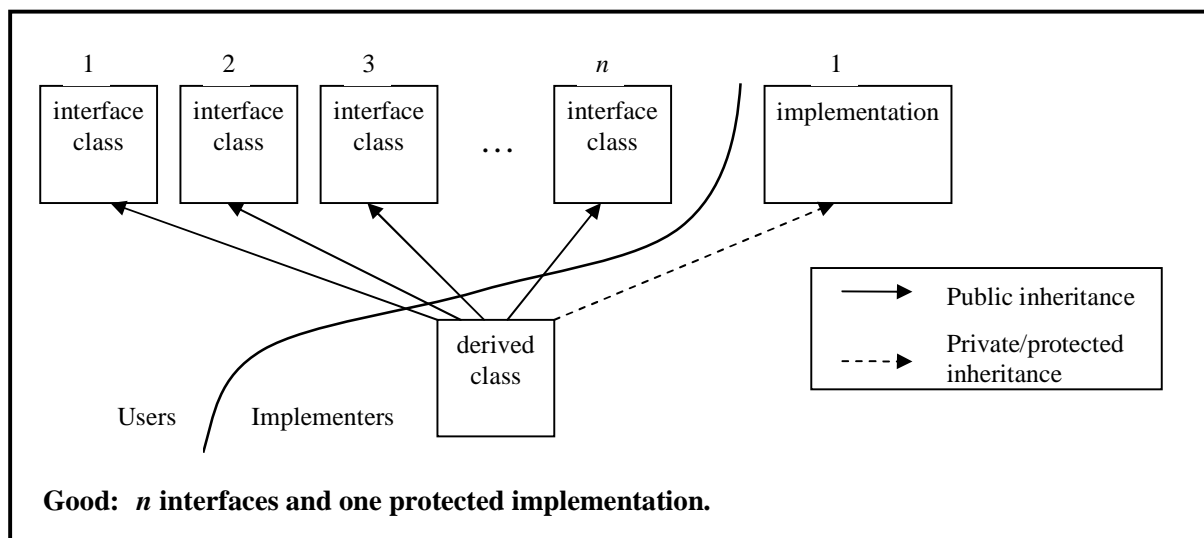 1 2 3 n 1
interface class
interface class
interface class
...
interface class
implementation
Public inheritance
Private/protected
inheritance
derived
class
Users Implementers
Good: n interfaces and one protected implementation.